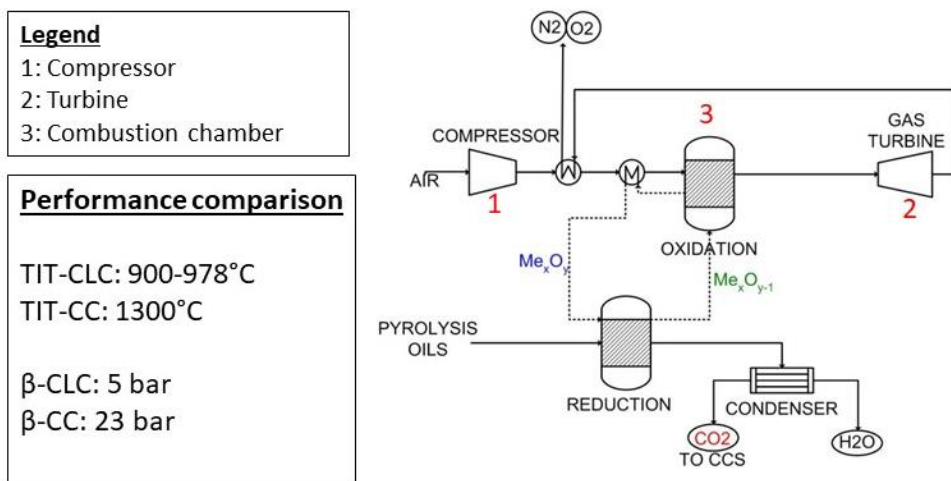 Legend
1: Compressor
2: Turbine
3: Combustion chamber
Performance comparison
TIT-CLC: 900-978°C
TIT-CC: 1300°C
β-CLC: 5 bar
β-CC: 23 bar
N2 O2
COMPRESSOR
3
GAS
TURBINE
AIR
M
M
1
2
OXIDATION
MexOy
MexOy-1
PYROLYSIS
OILS
REDUCTION
CONDENSER
CO2
H2O
TO CCS